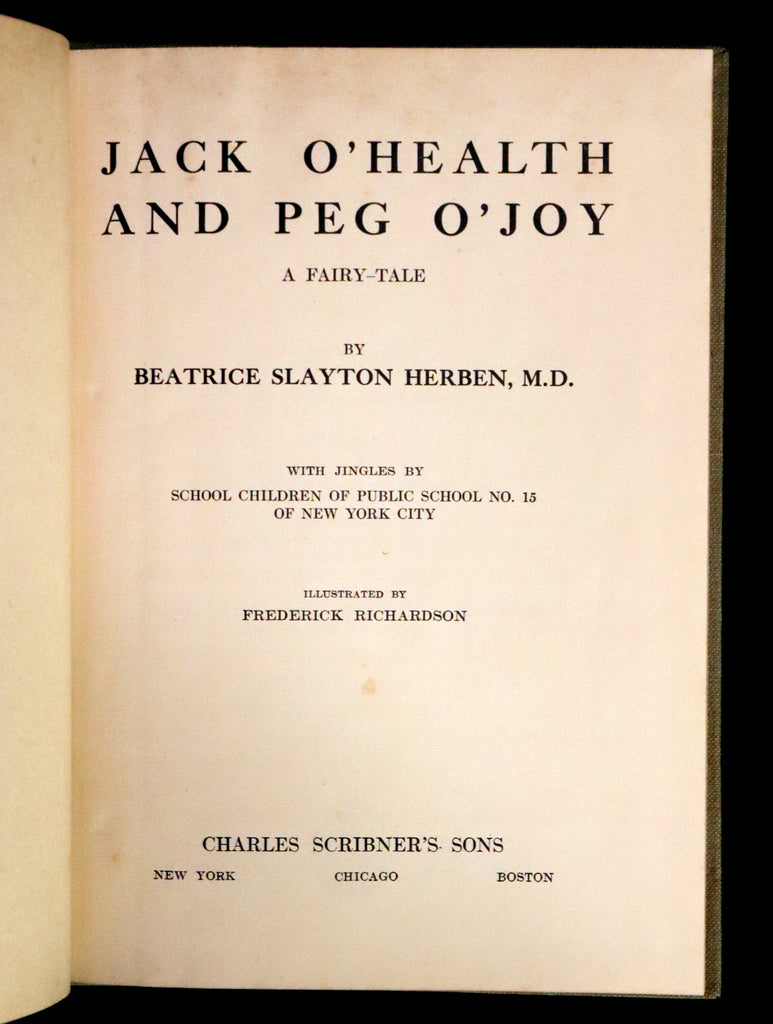 JACK O'HEALTH
AND PEG O'JOY
A FAIRY-TALE
BY
BEATRICE SLAYTON HERBEN, M.D.
WITH JINGLES BY
SCHOOL CHILDREN OF PUBLIC SCHOOL NO. 15
OF NEW YORK CITY
ILLUSTRATED BY
FREDERICK RICHARDSON
CHARLES SCRIBNER'S SONS
NEW YORK CHICAGO BOSTON